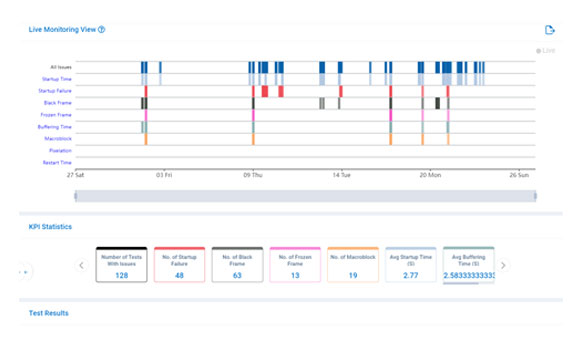 Live Monitoring View
Live
All Issues
Startup Time
Startup Failure
Black Frame
Frozen Frame
Buffering Time
Macroblock
Pixelation
Restart Time
27 Sat 03 Fri 09 Thu 14 Tue 20 Mon 26 Sun
KPI Statistics
Number of Tests
With Issues
128
No. of Startup
Failure
48
No. of Black
Frame
63
No. of Frozen
Frame
13
No. of Macroblock
19
Avg Startup Time
(S)
2.77
Avg Buffering
Time (S)
2.58333333333
Test Results